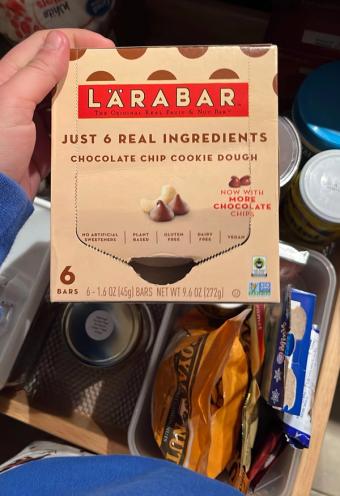 LÄRABAR
The Original Real Fruit & Nut Bar
JUST 6 REAL INGREDIENTS
CHOCOLATE CHIP COOKIE DOUGH
NOW WITH
MORE
CHOCOLATE
CHIPS
NO ARTIFICIAL SWEETENERS
PLANT BASED
GLUTEN FREE
DAIRY FREE
VEGAN
6
BARS
6 - 1.6 OZ (45g) BARS NET WT 9.6 OZ (272g)